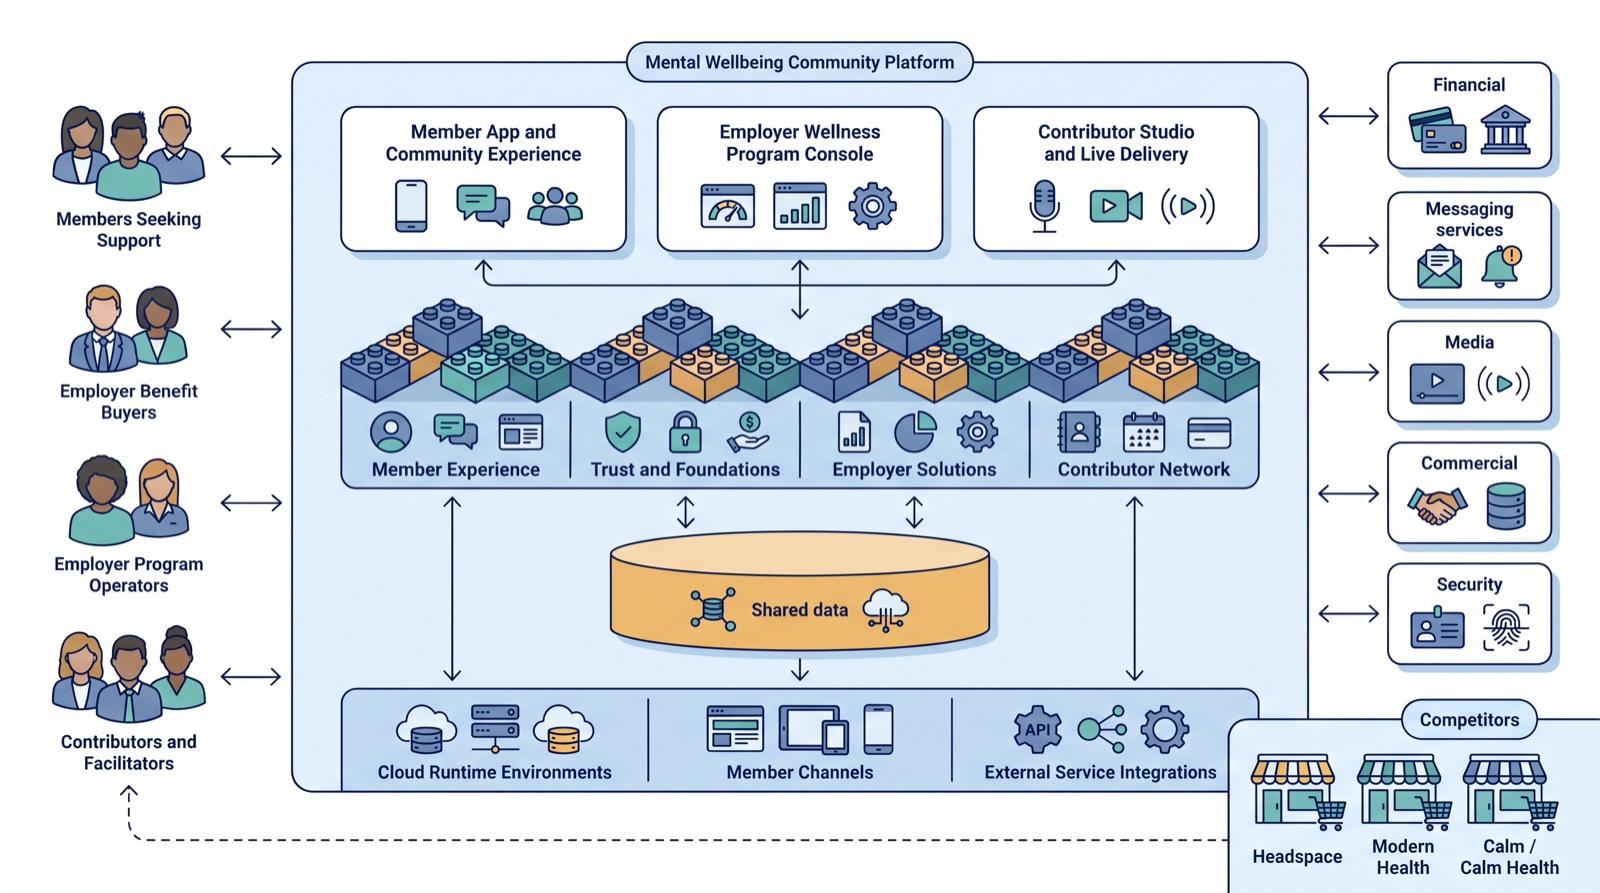 Mental Wellbeing Community Platform
Members Seeking
Support
Employer Benefit
Buyers
Employer Program
Operators
Contributors and
Facilitators
Member App and
Community Experience
Employer Wellness
Program Console
Contributor Studio
and Live Delivery
Member Experience
Trust and Foundations
$
Employer Solutions
Contributor Network
Shared data
Cloud Runtime Environments
Member Channels
API
External Service Integrations
Financial
Messaging
services
!
Media
Commercial
Security
Competitors
Headspace
Modern
Health
Calm /
Calm Health